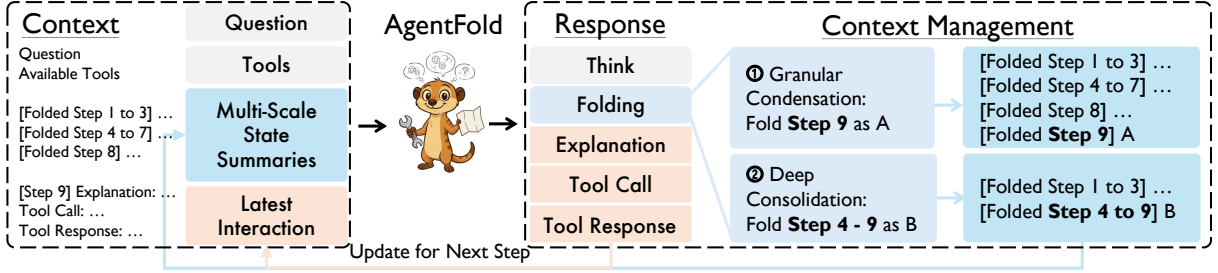 Context
Question
Available Tools
[Folded Step 1 to 3] …
[Folded Step 4 to 7] …
[Folded Step 8] …
[Step 9] Explanation: …
Tool Call: …
Tool Response: …
Question
Tools
Multi-Scale
State
Summaries
Latest
Interaction
AgentFold
Update for Next Step
Response
Think
Folding
Explanation
Tool Call
Tool Response
Context Management
① Granular
Condensation:
Fold Step 9 as A
[Folded Step 1 to 3] …
[Folded Step 4 to 7] …
[Folded Step 8] …
[Folded Step 9] A
② Deep
Consolidation:
Fold Step 4 - 9 as B
[Folded Step 1 to 3] …
[Folded Step 4 to 9] B